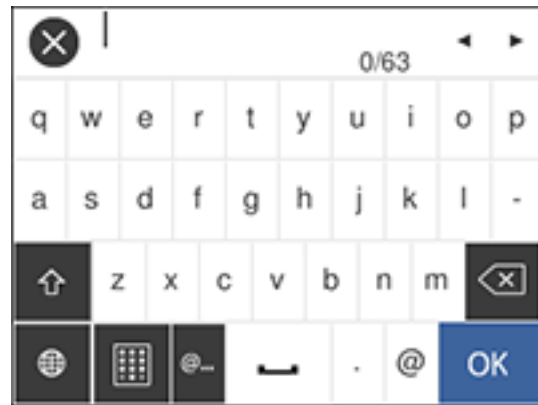 0/63
q w e r t y u i o p
a s d f g h j k l -
z x c v b n m
@... . @ OK